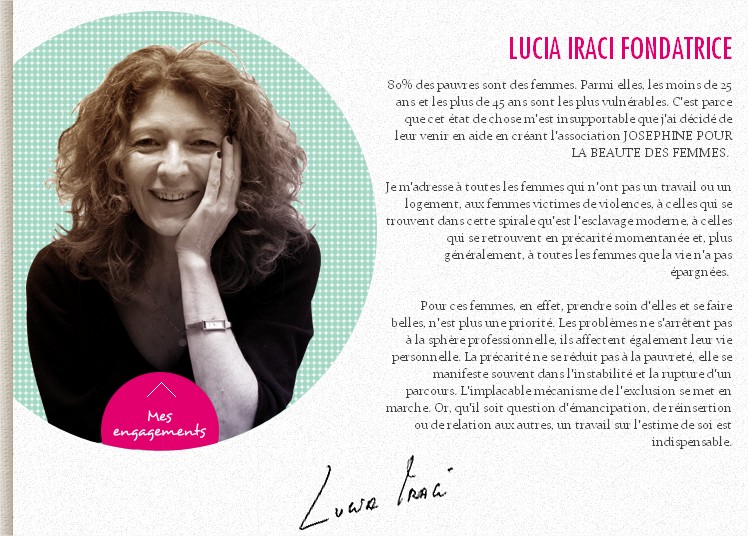 LUCIA IRACI FONDATRICE
80% des pauvres sont des femmes. Parmi elles, les moins de 25
ans et les plus de 45 ans sont les plus vulnérables. C'est parce
que cet état de chose m'est insupportable que j'ai décidé de
leur venir en aide en créant l'association JOSEPHINE POUR
LA BEAUTE DES FEMMES.
Je m'adresse à toutes les femmes qui n'ont pas un travail ou un
logement, aux femmes victimes de violences, à celles qui se
trouvent dans cette spirale qu'est l'esclavage moderne, à celles
qui se retrouvent en précarité momentanée et, plus
généralement, à toutes les femmes que la vie n'a pas
épargnées.
Pour ces femmes, en effet, prendre soin d'elles et se faire
belles, n'est plus une priorité. Les problèmes ne s'arrêtent pas
à la sphère professionnelle, ils affectent également leur vie
personnelle. La précarité ne se réduit pas à la pauvreté, elle se
manifeste souvent dans l'instabilité et la rupture d'un
parcours. L'implacable mécanisme de l'exclusion se met en
marche. Or, qu'il soit question d'émancipation, de réinsertion
ou de relation aux autres, un travail sur l'estime de soi est
indispensable.
Mes
engagements
Lucia Iraci